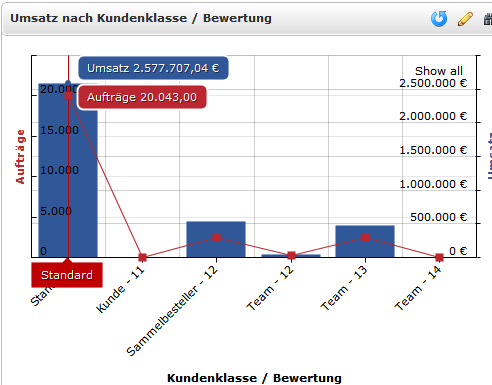 Umsatz nach Kundenklasse / Bewertung
Umsatz 2.577.707,04 €
Show all
20.000
2.500.000 €
Aufträge 20.043,00
2.000.000 €
15.000
1.500.000 €
10.000
1.000.000 €
5.000
500.000 €
0
0 €
Aufträge
Umsatz
Standard
Kunde - 11
Sammelbesteller - 12
Team - 12
Team - 13
Team - 14
Kundenklasse / Bewertung